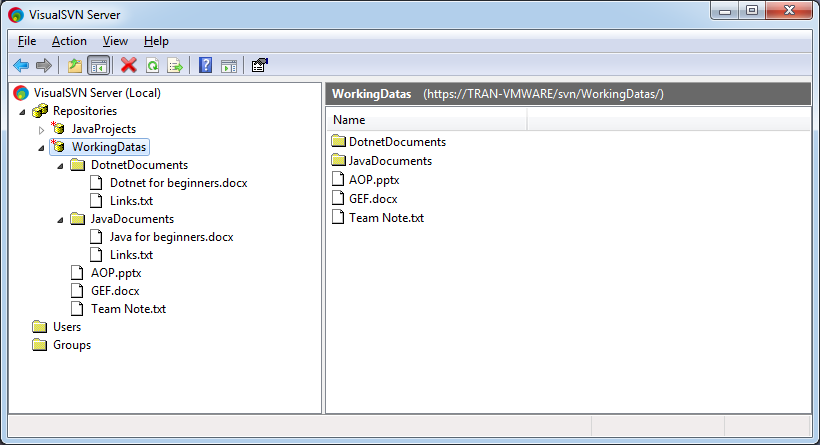 VisualSVN Server
File Action View Help
VisualSVN Server (Local)
Repositories
JavaProjects
WorkingDatas
DotnetDocuments
Dotnet for beginners.docx
Links.txt
JavaDocuments
Java for beginners.docx
Links.txt
AOP.pptx
GEF.docx
Team Note.txt
Users
Groups
WorkingDatas (https://TRAN-VMWARE/svn/WorkingDatas/)
Name
DotnetDocuments
JavaDocuments
AOP.pptx
GEF.docx
Team Note.txt